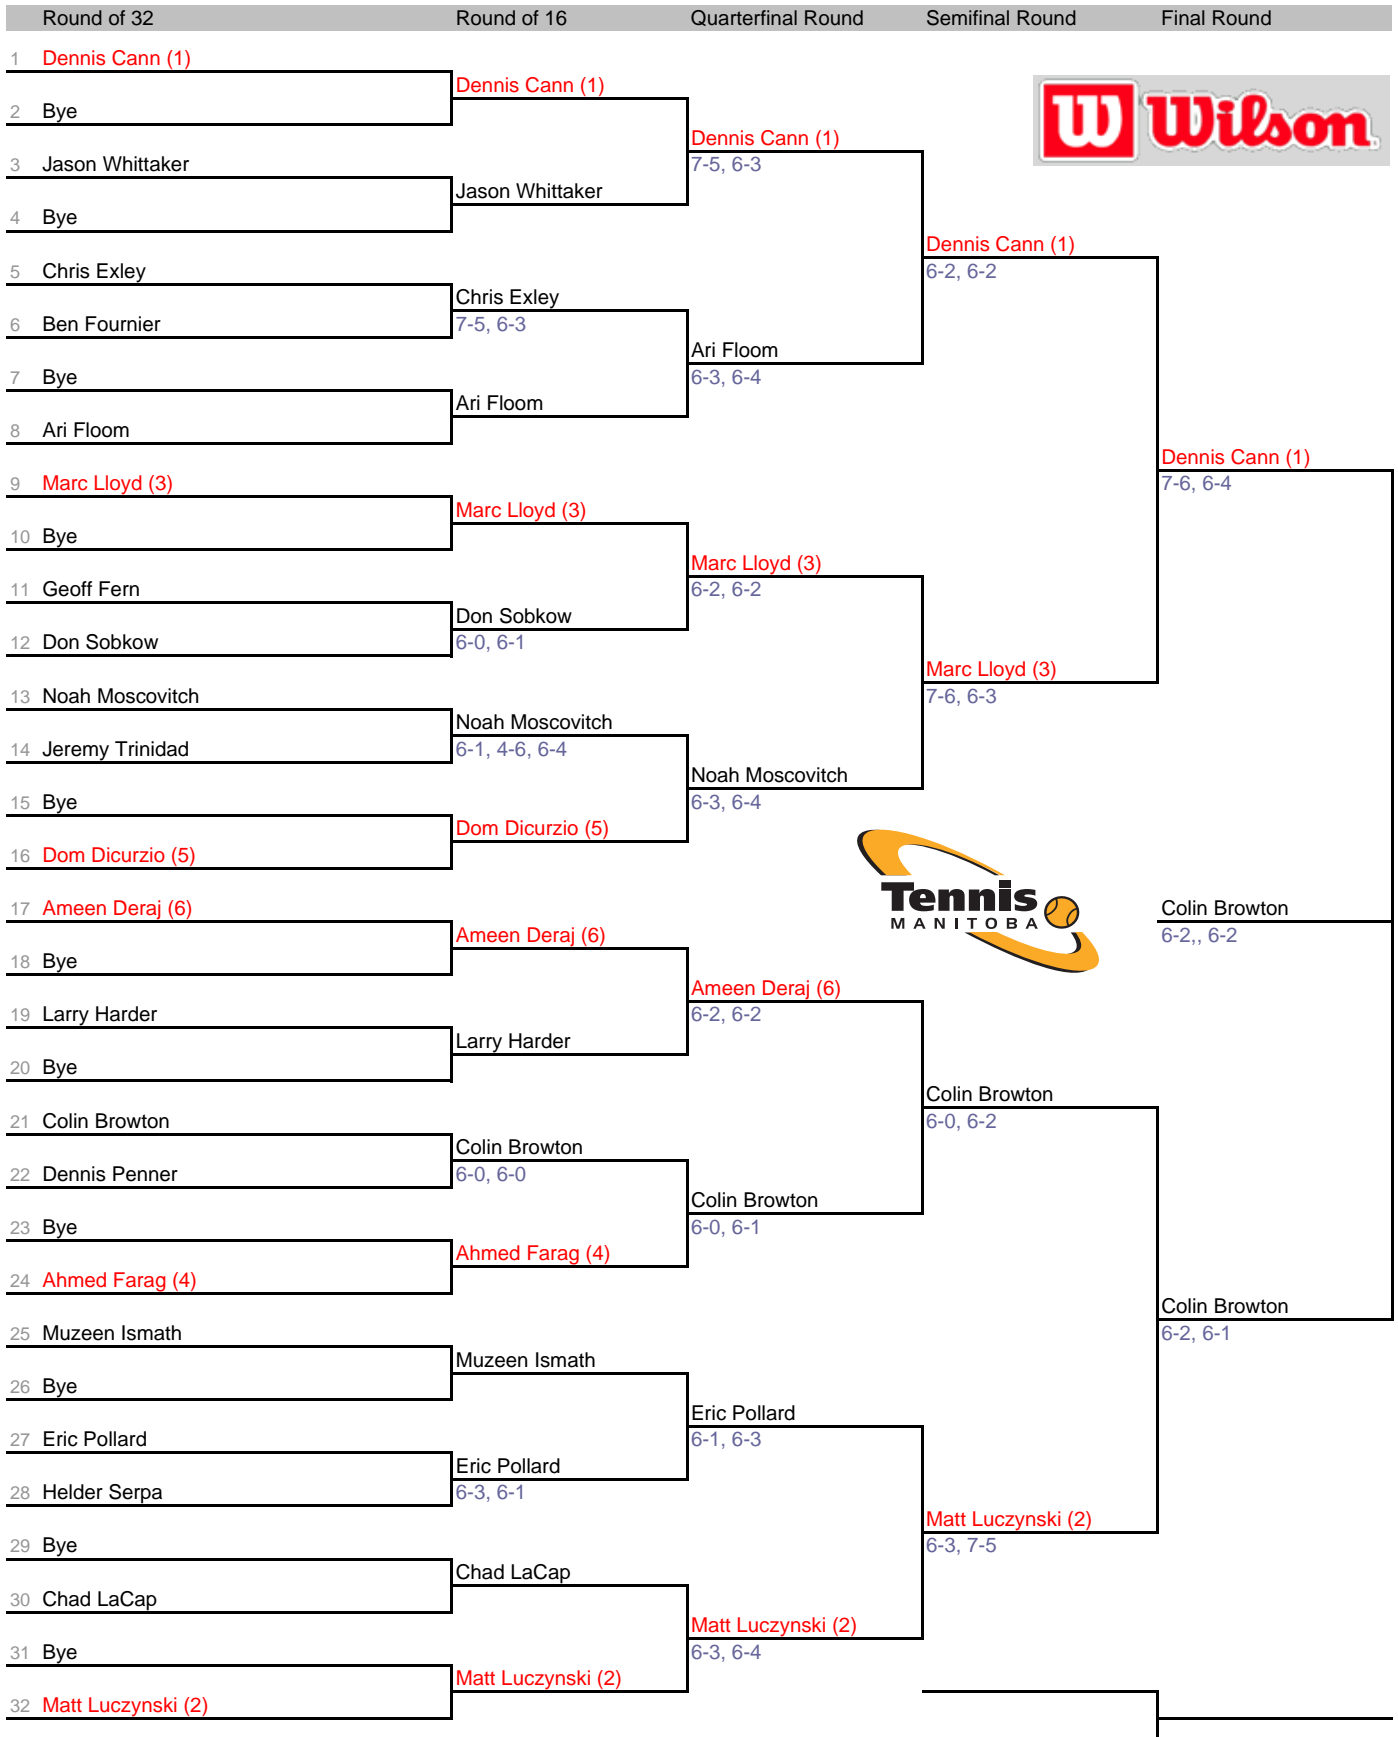 Round of 32 Round of 16 Quarterfinal Round Semifinal Round Final Round
1 Dennis Cann (1)
Dennis Cann (1)
2 Bye
Wilson
Dennis Cann (1)
3 Jason Whittaker
7-5, 6-3
Jason Whittaker
4 Bye
Dennis Cann (1)
5 Chris Exley
6-2, 6-2
Chris Exley
6 Ben Fournier
7-5, 6-3
Ari Floom
7 Bye
6-3, 6-4
Ari Floom
8 Ari Floom
Dennis Cann (1)
9 Marc Lloyd (3)
7-6, 6-4
Marc Lloyd (3)
10 Bye
Marc Lloyd (3)
11 Geoff Fern
6-2, 6-2
Don Sobkow
12 Don Sobkow
6-0, 6-1
Marc Lloyd (3)
13 Noah Moscovitch
7-6, 6-3
Noah Moscovitch
14 Jeremy Trinidad
6-1, 4-6, 6-4
Noah Moscovitch
15 Bye
6-3, 6-4
Dom Dicurzio (5)
16 Dom Dicurzio (5)
Tennis
MANITOBA
17 Ameen Deraj (6)
Colin Browton
6-2,, 6-2
Ameen Deraj (6)
18 Bye
Ameen Deraj (6)
19 Larry Harder
6-2, 6-2
Larry Harder
20 Bye
Colin Browton
21 Colin Browton
6-0, 6-2
Colin Browton
22 Dennis Penner
6-0, 6-0
Colin Browton
23 Bye
6-0, 6-1
Ahmed Farag (4)
24 Ahmed Farag (4)
Colin Browton
25 Muzeen Ismath
6-2, 6-1
Muzeen Ismath
26 Bye
Eric Pollard
27 Eric Pollard
6-1, 6-3
Eric Pollard
28 Helder Serpa
6-3, 6-1
Matt Luczynski (2)
29 Bye
6-3, 7-5
Chad LaCap
30 Chad LaCap
Matt Luczynski (2)
31 Bye
6-3, 6-4
Matt Luczynski (2)
32 Matt Luczynski (2)